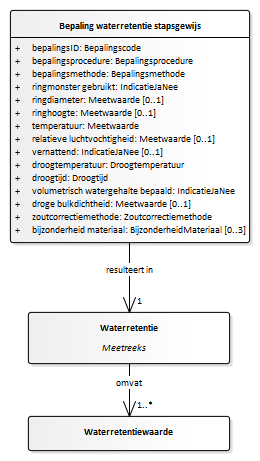 Bepaling waterretentie stapsgewijs
+ bepalingsID: Bepalingscode
+ bepalingsprocedure: Bepalingsprocedure
+ bepalingsmethode: Bepalingsmethode
+ ringmonster gebruikt: IndicatieJaNee
+ ringdiameter: Meetwaarde [0..1]
+ ringhoogte: Meetwaarde [0..1]
+ temperatuur: Meetwaarde
+ relatieve luchtvochtigheid: Meetwaarde [0..1]
+ vernattend: IndicatieJaNee [0..1]
+ droogtemperatuur: Droogtemperatuur
+ droogtijd: Droogtijd
+ volumetrisch watergehalte bepaald: IndicatieJaNee
+ droge bulkdichtheid: Meetwaarde [0..1]
+ zoutcorrectiemethode: Zoutcorrectiemethode
+ bijzonderheid materiaal: BijzonderheidMateriaal [0..3]
resulteert in
1
Waterretentie
Meetreeks
omvat
1..*
Waterretentiewaarde